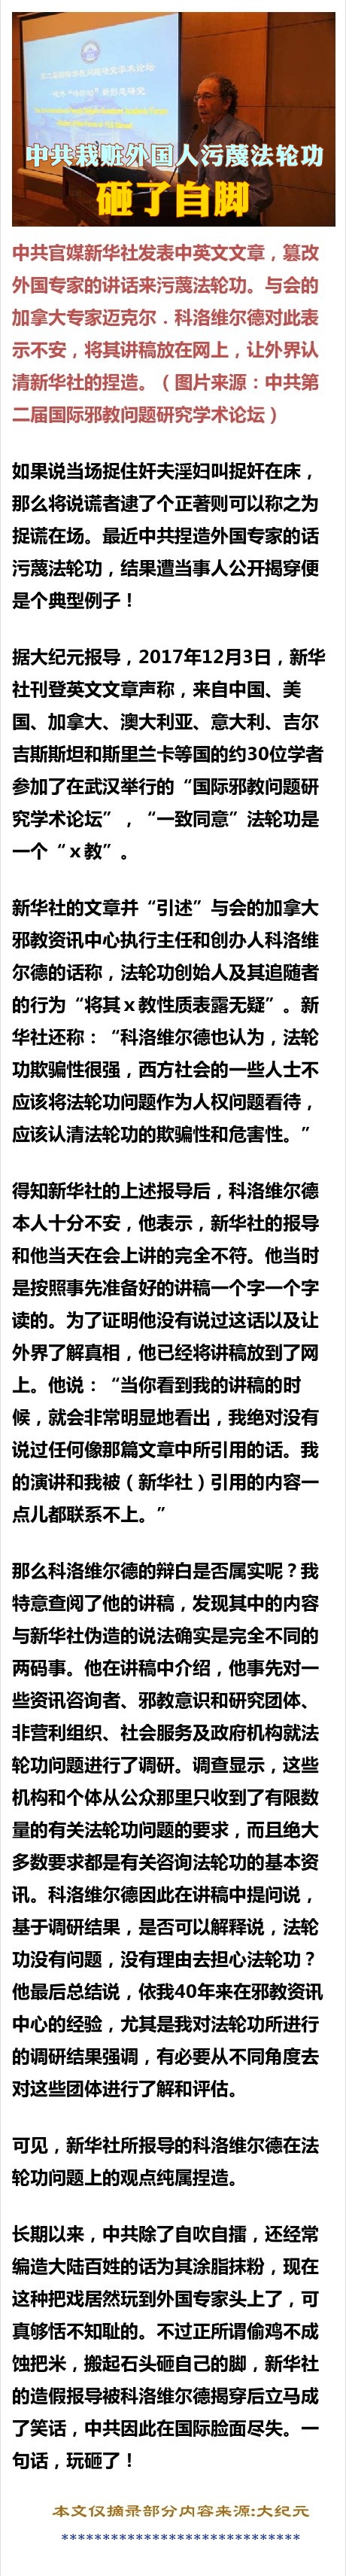 第二届国际邪教问题研究学术论坛
中共栽赃外国人污蔑法轮功
砸了自脚
中共官媒新华社发表中英文文章，篡改
外国专家的讲话来污蔑法轮功。与会的
加拿大专家迈克尔．科洛维尔德对此表
示不安，将其讲稿放在网上，让外界认
清新华社的捏造。（图片来源：中共第
二届国际邪教问题研究学术论坛）
如果说当场捉住奸夫淫妇叫捉奸在床，
那么将说谎者逮了个正著则可以称之为
捉谎在场。最近中共捏造外国专家的话
污蔑法轮功，结果遭当事人公开揭穿便
是个典型例子！
据大纪元报导，2017年12月3日，新华
社刊登英文文章声称，来自中国、美
国、加拿大、澳大利亚、意大利、吉尔
吉斯斯坦和斯里兰卡等国的约30位学者
参加了在武汉举行的“国际邪教问题研
究学术论坛”，“一致同意”法轮功是
一个“ｘ教”。
新华社的文章并“引述”与会的加拿大
邪教资讯中心执行主任和创办人科洛维
尔德的话称，法轮功创始人及其追随者
的行为“将其ｘ教性质表露无疑”。新
华社还称：“科洛维尔德也认为，法轮
功欺骗性很强，西方社会的一些人士不
应该将法轮功问题作为人权问题看待，
应该认清法轮功的欺骗性和危害性。”
得知新华社的上述报导后，科洛维尔德
本人十分不安，他表示，新华社的报导
和他当天在会上讲的完全不符。他当时
是按照事先准备好的讲稿一个字一个字
读的。为了证明他没有说过这话以及让
外界了解真相，他已经将讲稿放到了网
上。他说：“当你看到我的讲稿的时
候，就会非常明显地看出，我绝对没有
说过任何像那篇文章中所引用的话。我
的演讲和我被（新华社）引用的内容一
点儿都联系不上。”
那么科洛维尔德的辩白是否属实呢？我
特意查阅了他的讲稿，发现其中的内容
与新华社伪造的说法确实是完全不同的
两码事。他在讲稿中介绍，他事先对一
些资讯咨询者、邪教意识和研究团体、
非营利组织、社会服务及政府机构就法
轮功问题进行了调研。调查显示，这些
机构和个体从公众那里只收到了有限数
量的有关法轮功问题的要求，而且绝大
多数要求都是有关咨询法轮功的基本资
讯。科洛维尔德因此在讲稿中提问说，
基于调研结果，是否可以解释说，法轮
功没有问题，没有理由去担心法轮功？
他最后总结说，依我40年来在邪教资讯
中心的经验，尤其是我对法轮功所进行
的调研结果强调，有必要从不同角度去
对这些团体进行了解和评估。
可见，新华社所报导的科洛维尔德在法
轮功问题上的观点纯属捏造。
长期以来，中共除了自吹自擂，还经常
编造大陆百姓的话为其涂脂抹粉，现在
这种把戏居然玩到外国专家头上了，可
真够恬不知耻的。不过正所谓偷鸡不成
蚀把米，搬起石头砸自己的脚，新华社
的造假报导被科洛维尔德揭穿后立马成
了笑话，中共因此在国际脸面尽失。一
句话，玩砸了！
本文仅摘录部分内容来源:大纪元
*****************************